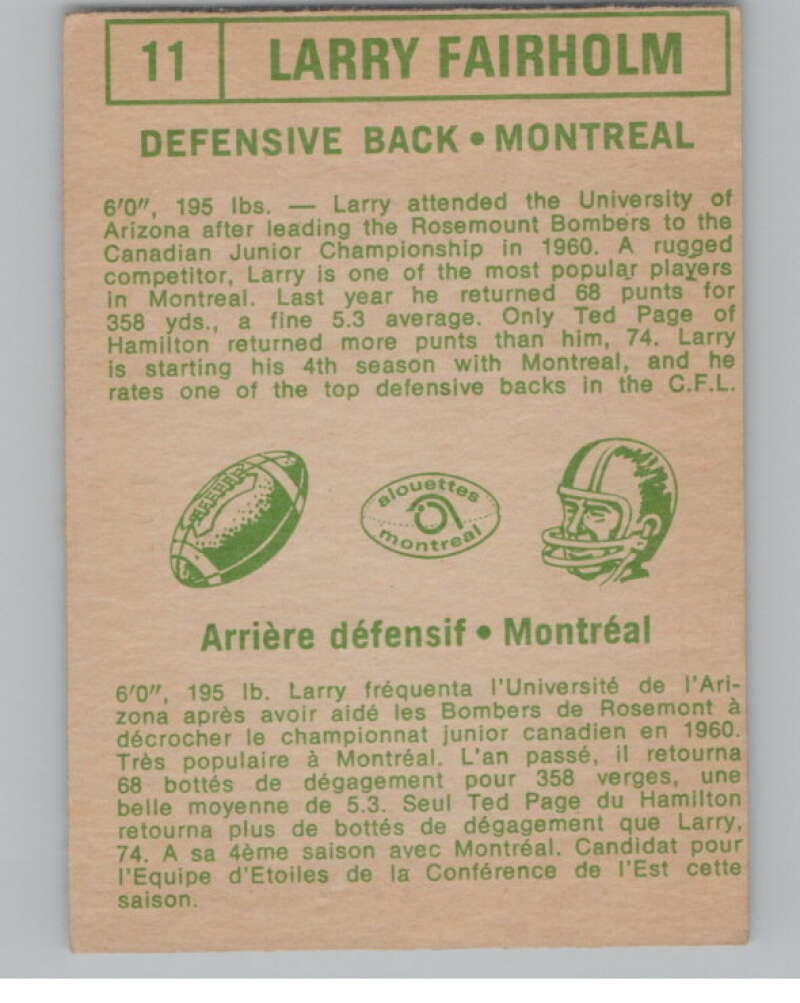 11 LARRY FAIRHOLM
DEFENSIVE BACK • MONTREAL
6'0", 195 lbs. — Larry attended the University of
Arizona after leading the Rosemount Bombers to the
Canadian Junior Championship in 1960. A rugged
competitor, Larry is one of the most popular players
in Montreal. Last year he returned 68 punts for
358 yds., a fine 5.3 average. Only Ted Page of
Hamilton returned more punts than him, 74. Larry
is starting his 4th season with Montreal, and he
rates one of the top defensive backs in the C.F.L.
alouettes
montreal
Arrière défensif • Montréal
6'0", 195 lb. Larry fréquenta l'Université de l'Ari-
zona après avoir aidé les Bombers de Rosemont à
décrocher le championnat junior canadien en 1960.
Très populaire à Montréal. L'an passé, il retourna
68 bottés de dégagement pour 358 verges, une
belle moyenne de 5.3. Seul Ted Page du Hamilton
retourna plus de bottés de dégagement que Larry,
74. A sa 4ème saison avec Montréal. Candidat pour
l'Equipe d'Etoiles de la Conférence de l'Est cette
saison.